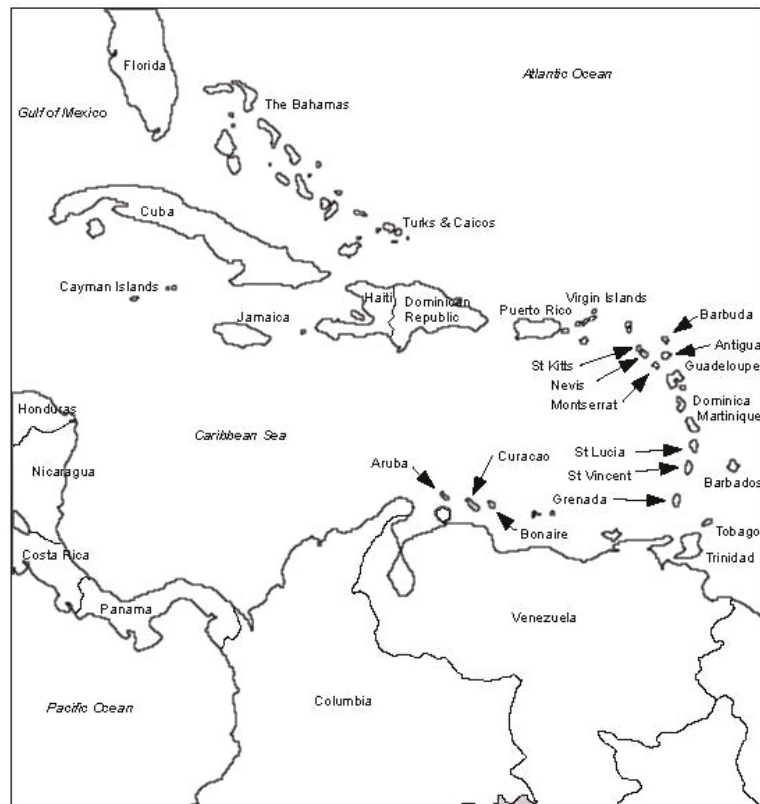 Florida
Atlantic Ocean
Gulf of Mexico
The Bahamas
Cuba
Turks & Caicos
Cayman Islands
Haiti
Dominican
Republic
Jamaica
Puerto Rico
Virgin Islands
Barbuda
Antigua
St Kitts
Guadeloupe
Nevis
Montserrat
Dominica
Martinique
Honduras
Caribbean Sea
St Lucia
Nicaragua
Aruba
Curacao
St Vincent
Barbados
Grenada
Bonaire
Tobago
Costa Rica
Trinidad
Panama
Venezuela
Columbia
Pacific Ocean